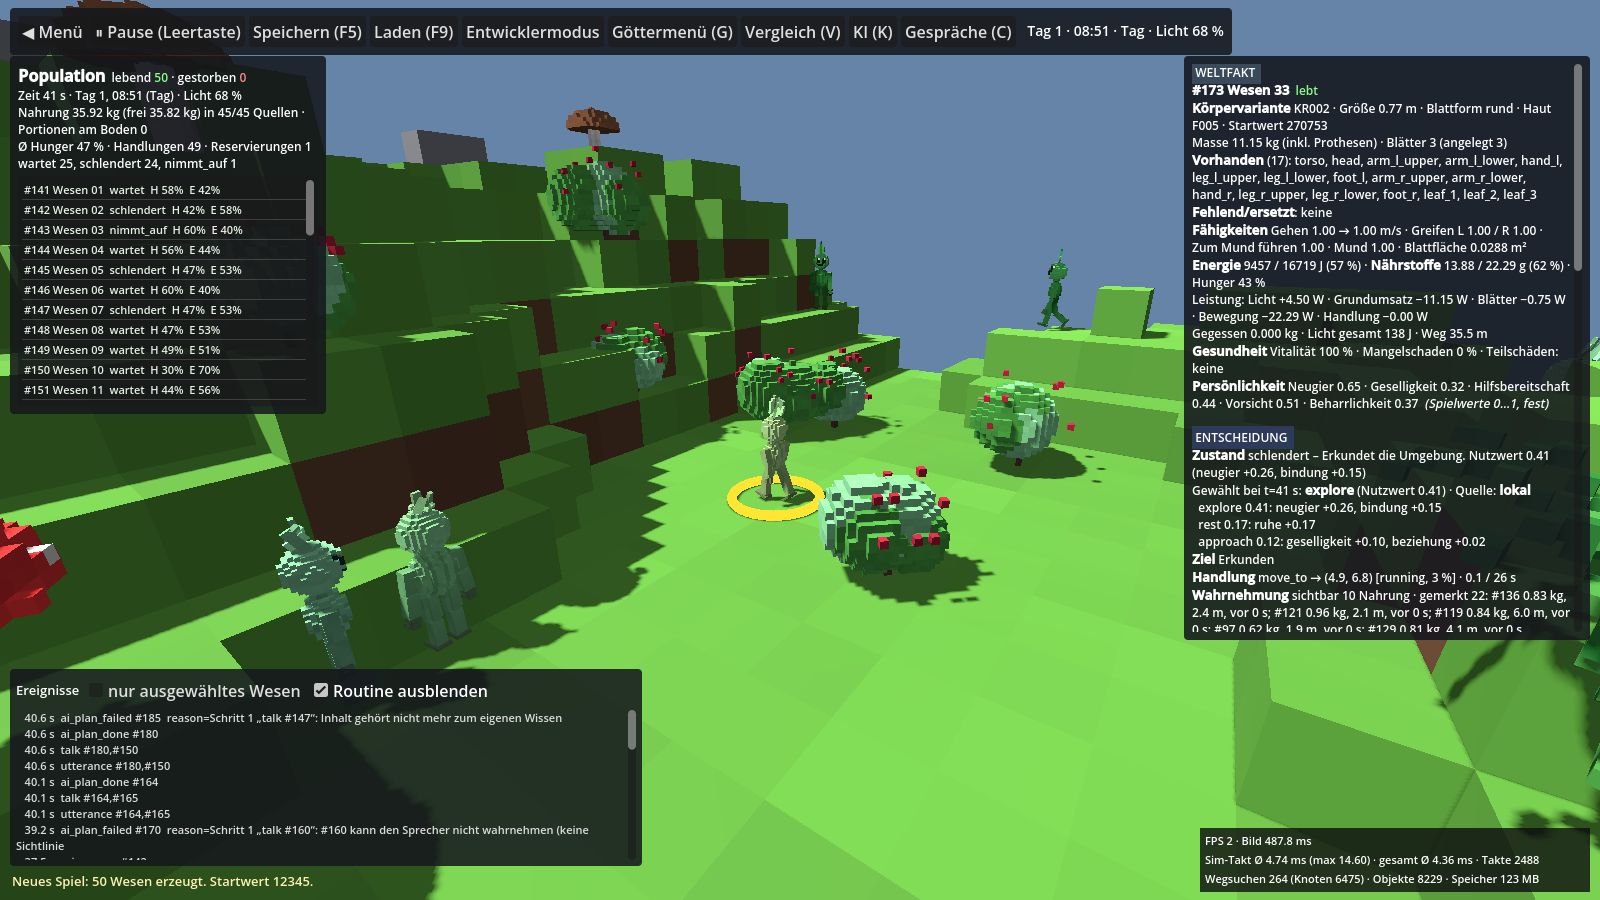 ◀ Menü
⏸ Pause (Leertaste)
Speichern (F5)
Laden (F9)
Entwicklermodus
Göttermenü (G)
Vergleich (V)
KI (K)
Gespräche (C)
Tag 1 · 08:51 · Tag · Licht 68 %
Population lebend 50 · gestorben 0
Zeit 41 s · Tag 1, 08:51 (Tag) · Licht 68 %
Nahrung 35.92 kg (frei 35.82 kg) in 45/45 Quellen ·
Portionen am Boden 0
Ø Hunger 47 % · Handlungen 49 · Reservierungen 1
wartet 25, schlendert 24, nimmt_auf 1
#141 Wesen 01 wartet H 58% E 42%
#142 Wesen 02 schlendert H 42% E 58%
#143 Wesen 03 nimmt_auf H 60% E 40%
#144 Wesen 04 wartet H 56% E 44%
#145 Wesen 05 schlendert H 47% E 53%
#146 Wesen 06 wartet H 60% E 40%
#147 Wesen 07 schlendert H 47% E 53%
#148 Wesen 08 wartet H 47% E 53%
#149 Wesen 09 wartet H 49% E 51%
#150 Wesen 10 wartet H 30% E 70%
#151 Wesen 11 wartet H 44% E 56%
WELTFAKT
#173 Wesen 33 lebt
Körpervariante KR002 · Größe 0.77 m · Blattform rund · Haut
F005 · Startwert 270753
Masse 11.15 kg (inkl. Prothesen) · Blätter 3 (angelegt 3)
Vorhanden (17): torso, head, arm_l_upper, arm_l_lower, hand_l,
leg_l_upper, leg_l_lower, foot_l, arm_r_upper, arm_r_lower,
hand_r, leg_r_upper, leg_r_lower, foot_r, leaf_1, leaf_2, leaf_3
Fehlend/ersetzt: keine
Fähigkeiten Gehen 1.00 → 1.00 m/s · Greifen L 1.00 / R 1.00 ·
Zum Mund führen 1.00 · Mund 1.00 · Blattfläche 0.0288 m²
Energie 9457 / 16719 J (57 %) · Nährstoffe 13.88 / 22.29 g (62 %) ·
Hunger 43 %
Leistung: Licht +4.50 W · Grundumsatz −11.15 W · Blätter −0.75 W
· Bewegung −22.29 W · Handlung −0.00 W
Gegessen 0.000 kg · Licht gesamt 138 J · Weg 35.5 m
Gesundheit Vitalität 100 % · Mangelschaden 0 % · Teilschäden:
keine
Persönlichkeit Neugier 0.65 · Geselligkeit 0.32 · Hilfsbereitschaft
0.44 · Vorsicht 0.51 · Beharrlichkeit 0.37 (Spielwerte 0…1, fest)
ENTSCHEIDUNG
Zustand schlendert – Erkundet die Umgebung. Nutzwert 0.41
(neugier +0.26, bindung +0.15)
Gewählt bei t=41 s: explore (Nutzwert 0.41) · Quelle: lokal
explore 0.41: neugier +0.26, bindung +0.15
rest 0.17: ruhe +0.17
approach 0.12: geselligkeit +0.10, beziehung +0.02
Ziel Erkunden
Handlung move_to → (4.9, 6.8) [running, 3 %] · 0.1 / 26 s
Wahrnehmung sichtbar 10 Nahrung · gemerkt 22: #136 0.83 kg,
2.4 m, vor 0 s; #121 0.96 kg, 2.1 m, vor 0 s; #119 0.84 kg, 6.0 m, vor
0 s; #97 0.62 kg, 1.9 m, vor 0 s; #129 0.81 kg, 4.1 m, vor 0 s
Ereignisse
nur ausgewähltes Wesen
Routine ausblenden
40.6 s ai_plan_failed #185 reason=Schritt 1 „talk #147“: Inhalt gehört nicht mehr zum eigenen Wissen
40.6 s ai_plan_done #180
40.6 s talk #180,#150
40.6 s utterance #180,#150
40.1 s ai_plan_done #164
40.1 s talk #164,#165
40.1 s utterance #164,#165
39.2 s ai_plan_failed #170 reason=Schritt 1 „talk #160“: #160 kann den Sprecher nicht wahrnehmen (keine
Sichtlinie
Neues Spiel: 50 Wesen erzeugt. Startwert 12345.
FPS 2 · Bild 487.8 ms
Sim-Takt Ø 4.74 ms (max 14.60) · gesamt Ø 4.36 ms · Takte 2488
Wegsuchen 264 (Knoten 6475) · Objekte 8229 · Speicher 123 MB